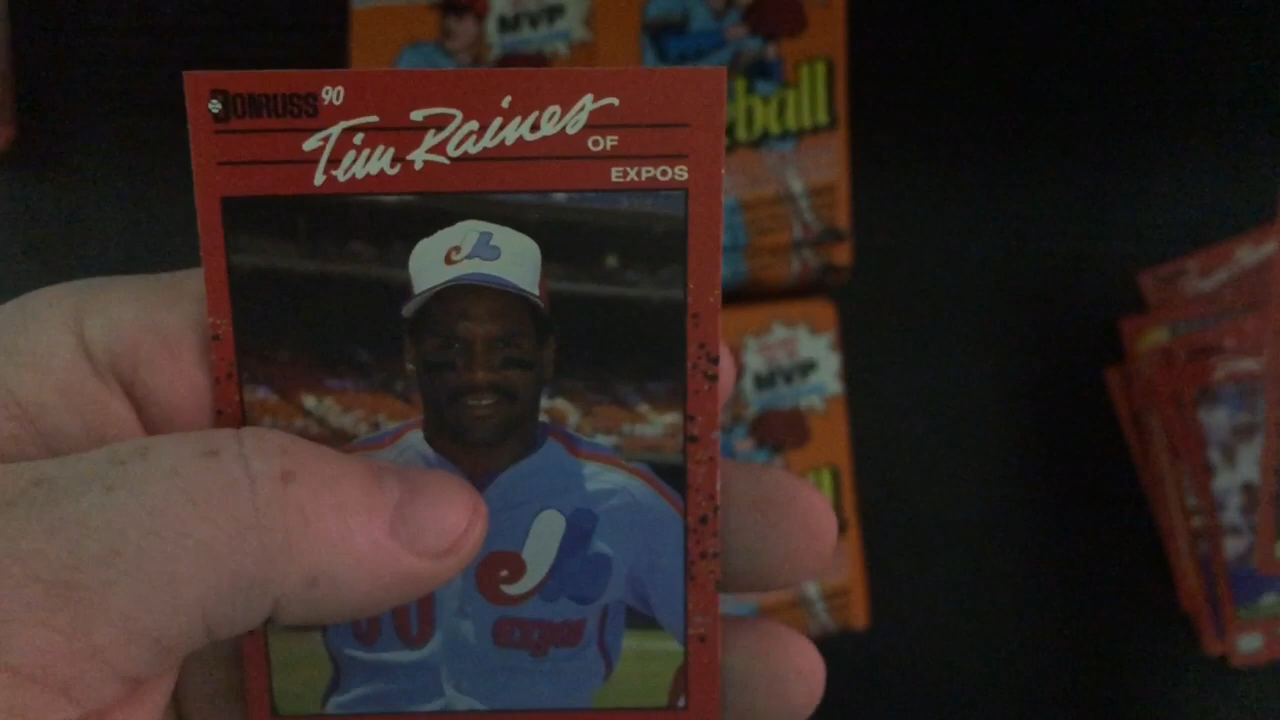 MVP
DONRUSS 90
Tim Raines
OF
EXPOS
ball
MVP
expos